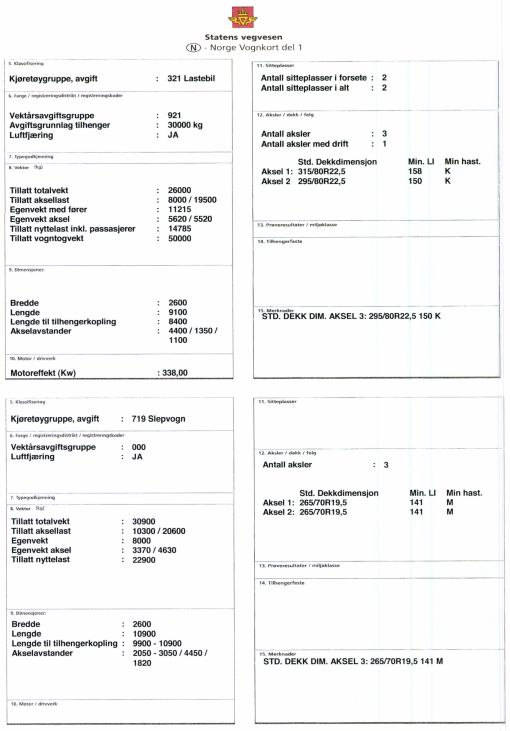 Statens vegvesen
N - Norge Vognkort del 1
5. Klassifisering
Kjøretøygruppe, avgift : 321 Lastebil
6. Farge / registreringsdistrikt / registreringskoder
Vektårsavgiftsgruppe : 921
Avgiftsgrunnlag tilhenger : 30000 kg
Luftfjæring : JA
7. Typegodkjenning
8. Vekter (kg)
Tillatt totalvekt : 26000
Tillatt aksellast : 8000 / 19500
Egenvekt med fører : 11215
Egenvekt aksel : 5620 / 5520
Tillatt nyttelast inkl. passasjerer : 14785
Tillatt vogntogvekt : 50000
9. Dimensjoner:
Bredde : 2600
Lengde : 9100
Lengde til tilhengerkopling : 8400
Akselavstander : 4400 / 1350 /
1100
10. Motor / drivverk
Motoreffekt (Kw) : 338,00
11. Sitteplasser
Antall sitteplasser i forsete : 2
Antall sitteplasser i alt : 2
12. Aksler / dekk / felg
Antall aksler : 3
Antall aksler med drift : 1
Std. Dekkdimensjon Min. LI Min hast.
Aksel 1: 315/80R22,5 158 K
Aksel 2 295/80R22,5 150 K
13. Prøveresultater / miljøklasse
14. Tilhengerfeste
15. Merknader
STD. DEKK DIM. AKSEL 3: 295/80R22,5 150 K
5. Klassifisering
Kjøretøygruppe, avgift : 719 Slepvogn
6. Farge / registreringsdistrikt / registreringskoder
Vektårsavgiftsgruppe : 000
Luftfjæring : JA
7. Typegodkjenning
8. Vekter (kg)
Tillatt totalvekt : 30900
Tillatt aksellast : 10300 / 20600
Egenvekt : 8000
Egenvekt aksel : 3370 / 4630
Tillatt nyttelast : 22900
9. Dimensjoner:
Bredde : 2600
Lengde : 10900
Lengde til tilhengerkopling : 9900 - 10900
Akselavstander : 2050 - 3050 / 4450 /
1820
10. Motor / drivverk
11. Sitteplasser
12. Aksler / dekk / felg
Antall aksler : 3
Std. Dekkdimensjon Min. LI Min hast.
Aksel 1: 265/70R19,5 141 M
Aksel 2: 265/70R19,5 141 M
13. Prøveresultater / miljøklasse
14. Tilhengerfeste
15. Merknader
STD. DEKK DIM. AKSEL 3: 265/70R19,5 141 M